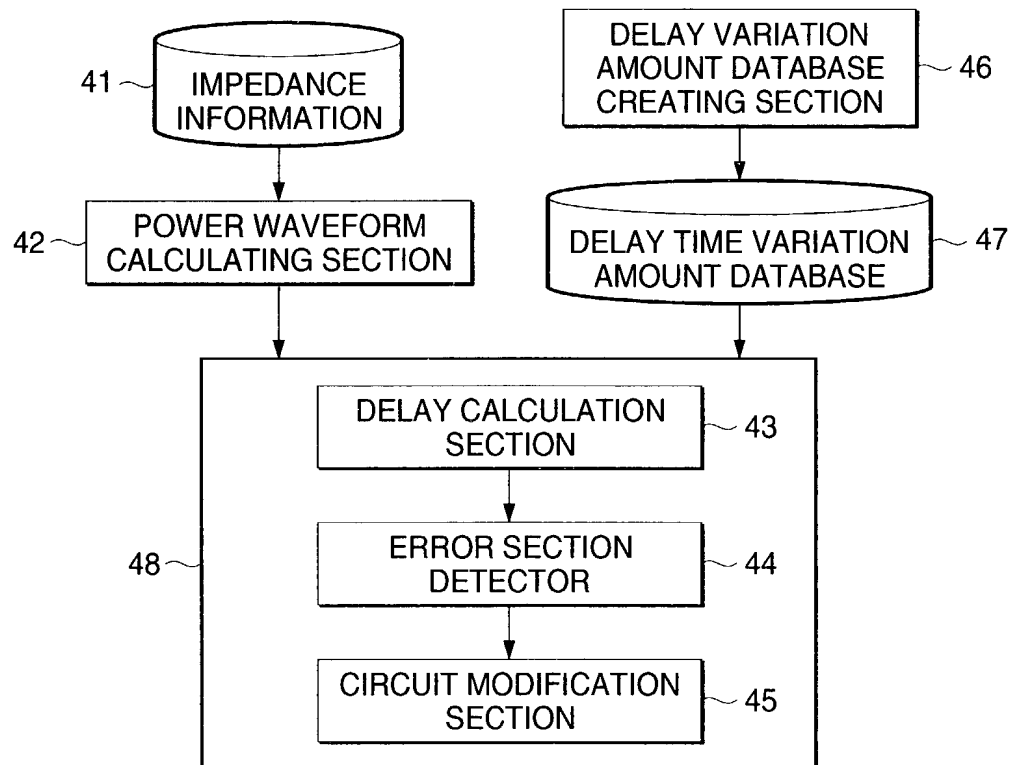 41
IMPEDANCE
INFORMATION
DELAY VARIATION
AMOUNT DATABASE
CREATING SECTION
46
42
POWER WAVEFORM
CALCULATING SECTION
DELAY TIME VARIATION
AMOUNT DATABASE
47
DELAY CALCULATION
SECTION
43
48
ERROR SECTION
DETECTOR
44
CIRCUIT MODIFICATION
SECTION
45